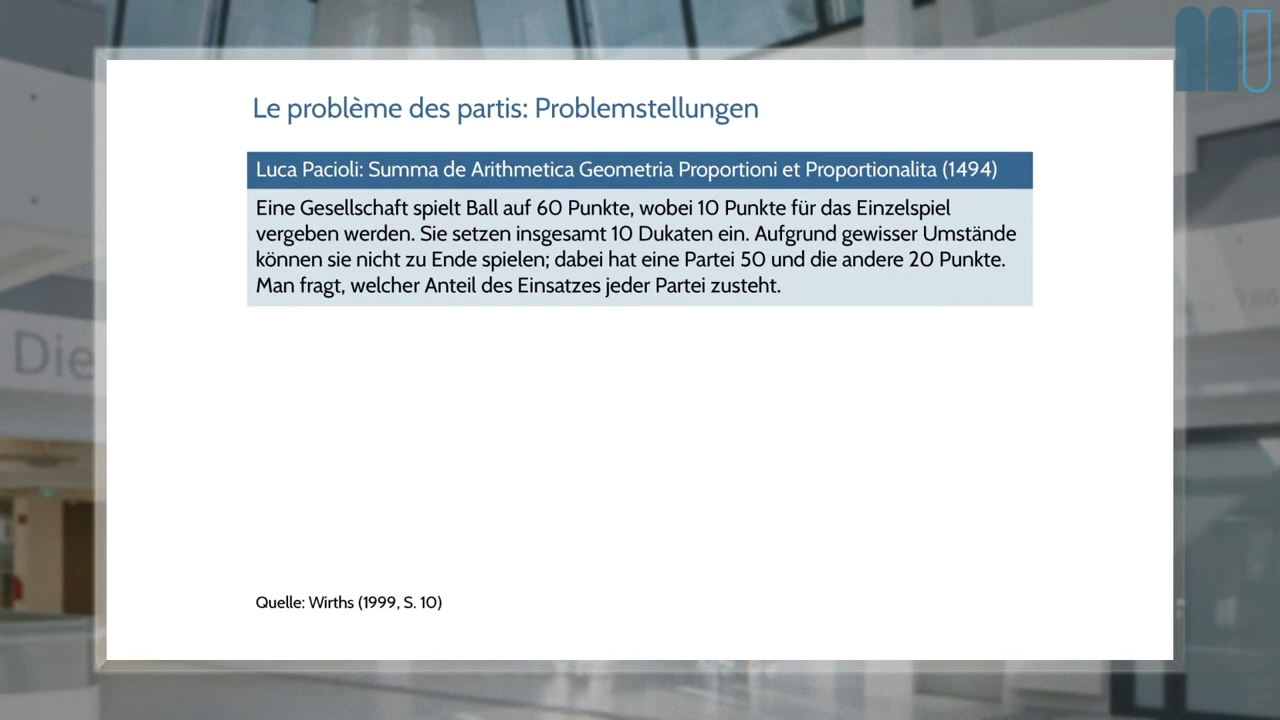 Le problème des partis: Problemstellungen
Luca Pacioli: Summa de Arithmetica Geometria Proportioni et Proportionalita (1494)
Eine Gesellschaft spielt Ball auf 60 Punkte, wobei 10 Punkte für das Einzelspiel
vergeben werden. Sie setzen insgesamt 10 Dukaten ein. Aufgrund gewisser Umstände
können sie nicht zu Ende spielen; dabei hat eine Partei 50 und die andere 20 Punkte.
Man fragt, welcher Anteil des Einsatzes jeder Partei zusteht.
Die
Quelle: Wirths (1999, S. 10)